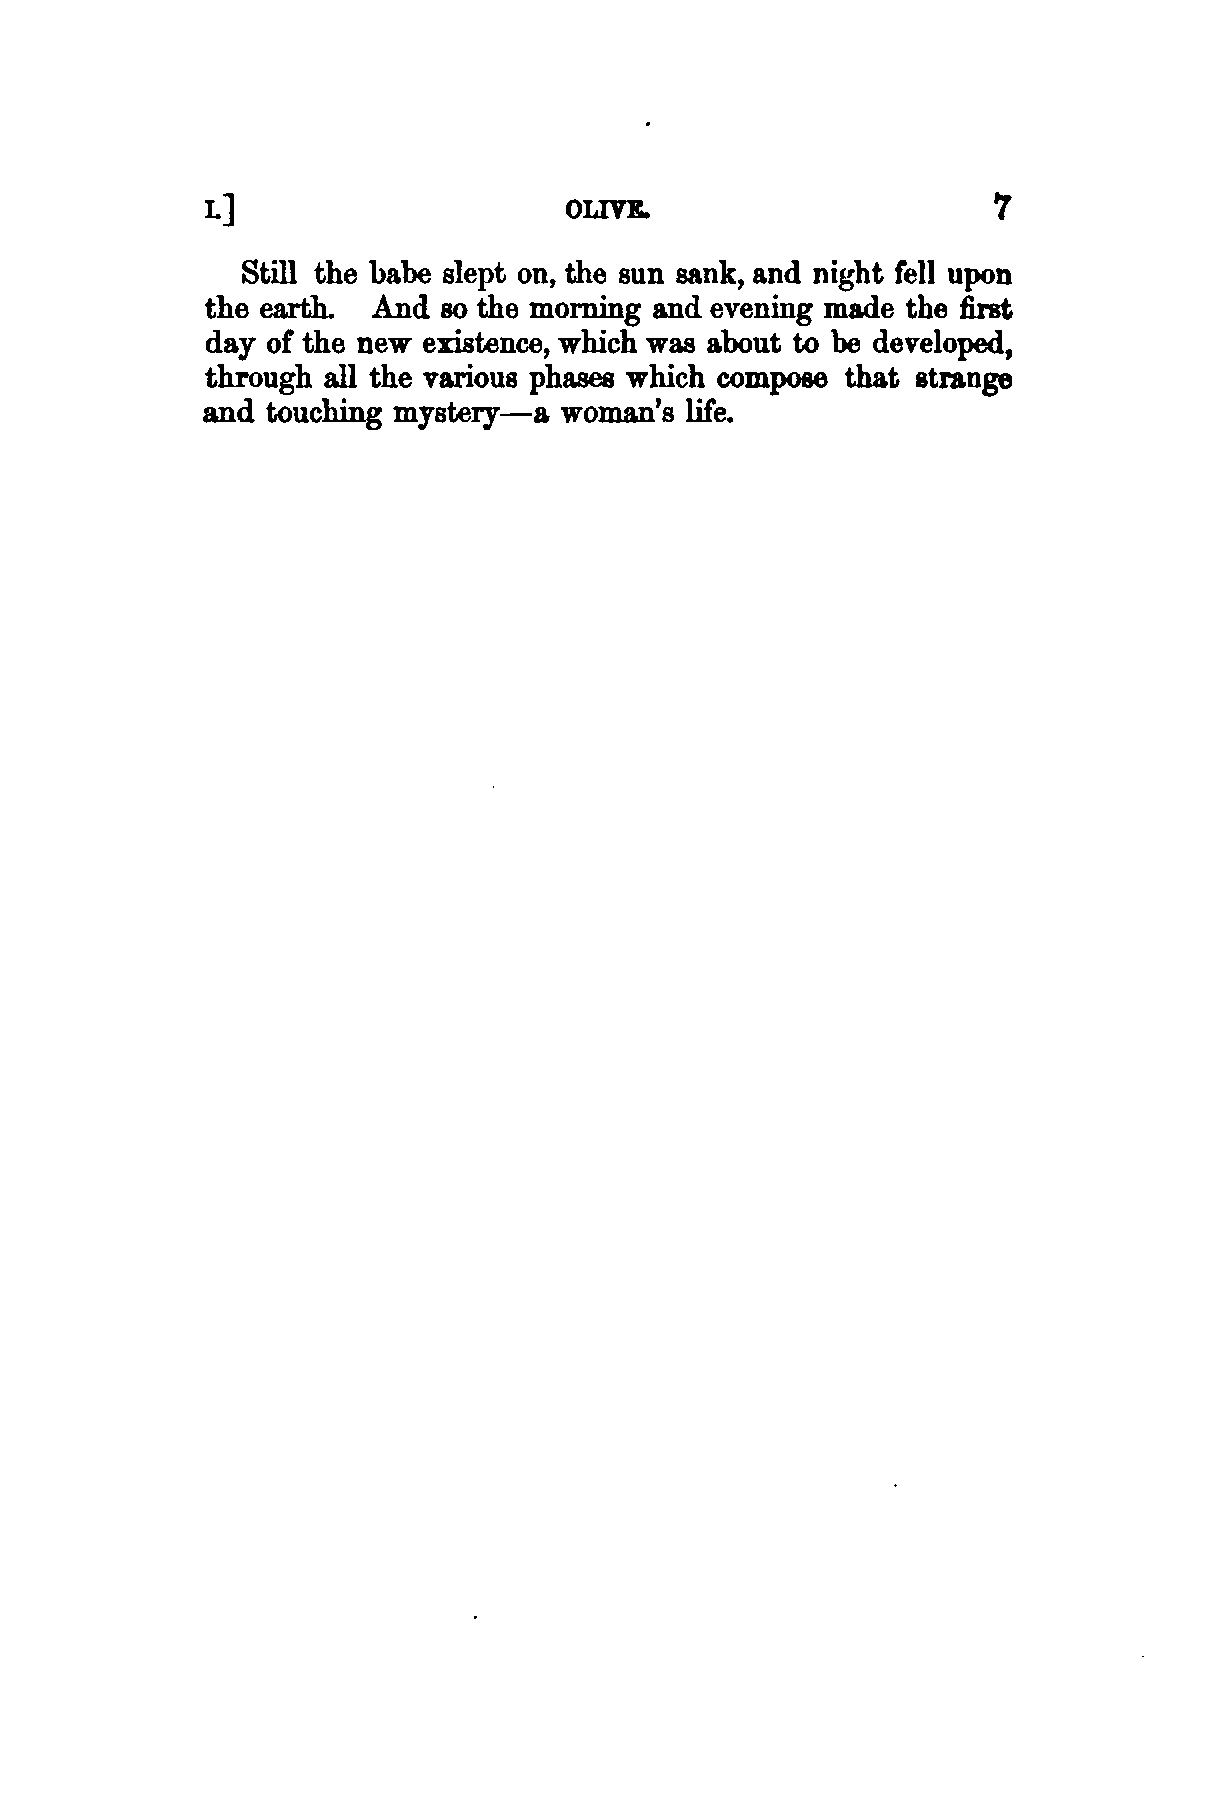 I.] OLIVE. 7
Still the babe slept on, the sun sank, and night fell upon
the earth. And so the morning and evening made the first
day of the new existence, which was about to be developed,
through all the various phases which compose that strange
and touching mystery—a woman's life.